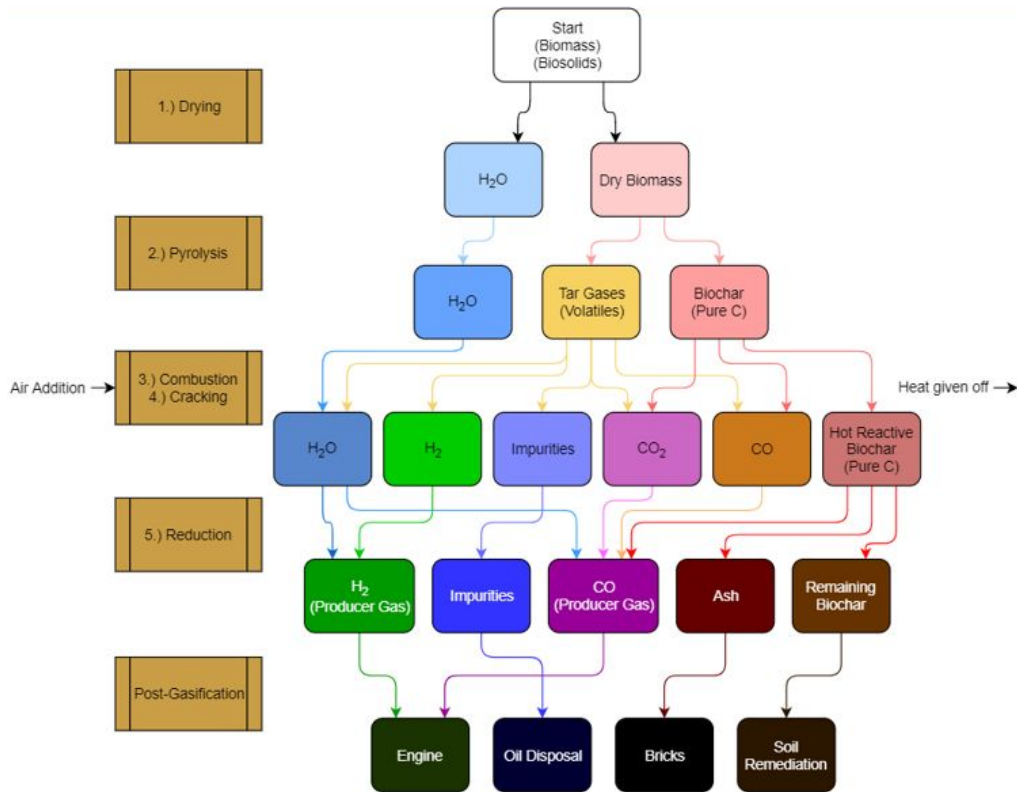 Start
(Biomass)
(Biosolids)
1.) Drying
H₂O
Dry Biomass
2.) Pyrolysis
H₂O
Tar Gases
(Volatiles)
Biochar
(Pure C)
Air Addition
3.) Combustion
4.) Cracking
Heat given off
H₂O
H₂
Impurities
CO₂
CO
Hot Reactive
Biochar
(Pure C)
5.) Reduction
H₂
(Producer Gas)
Impurities
CO
(Producer Gas)
Ash
Remaining
Biochar
Post-Gasification
Engine
Oil Disposal
Bricks
Soil
Remediation